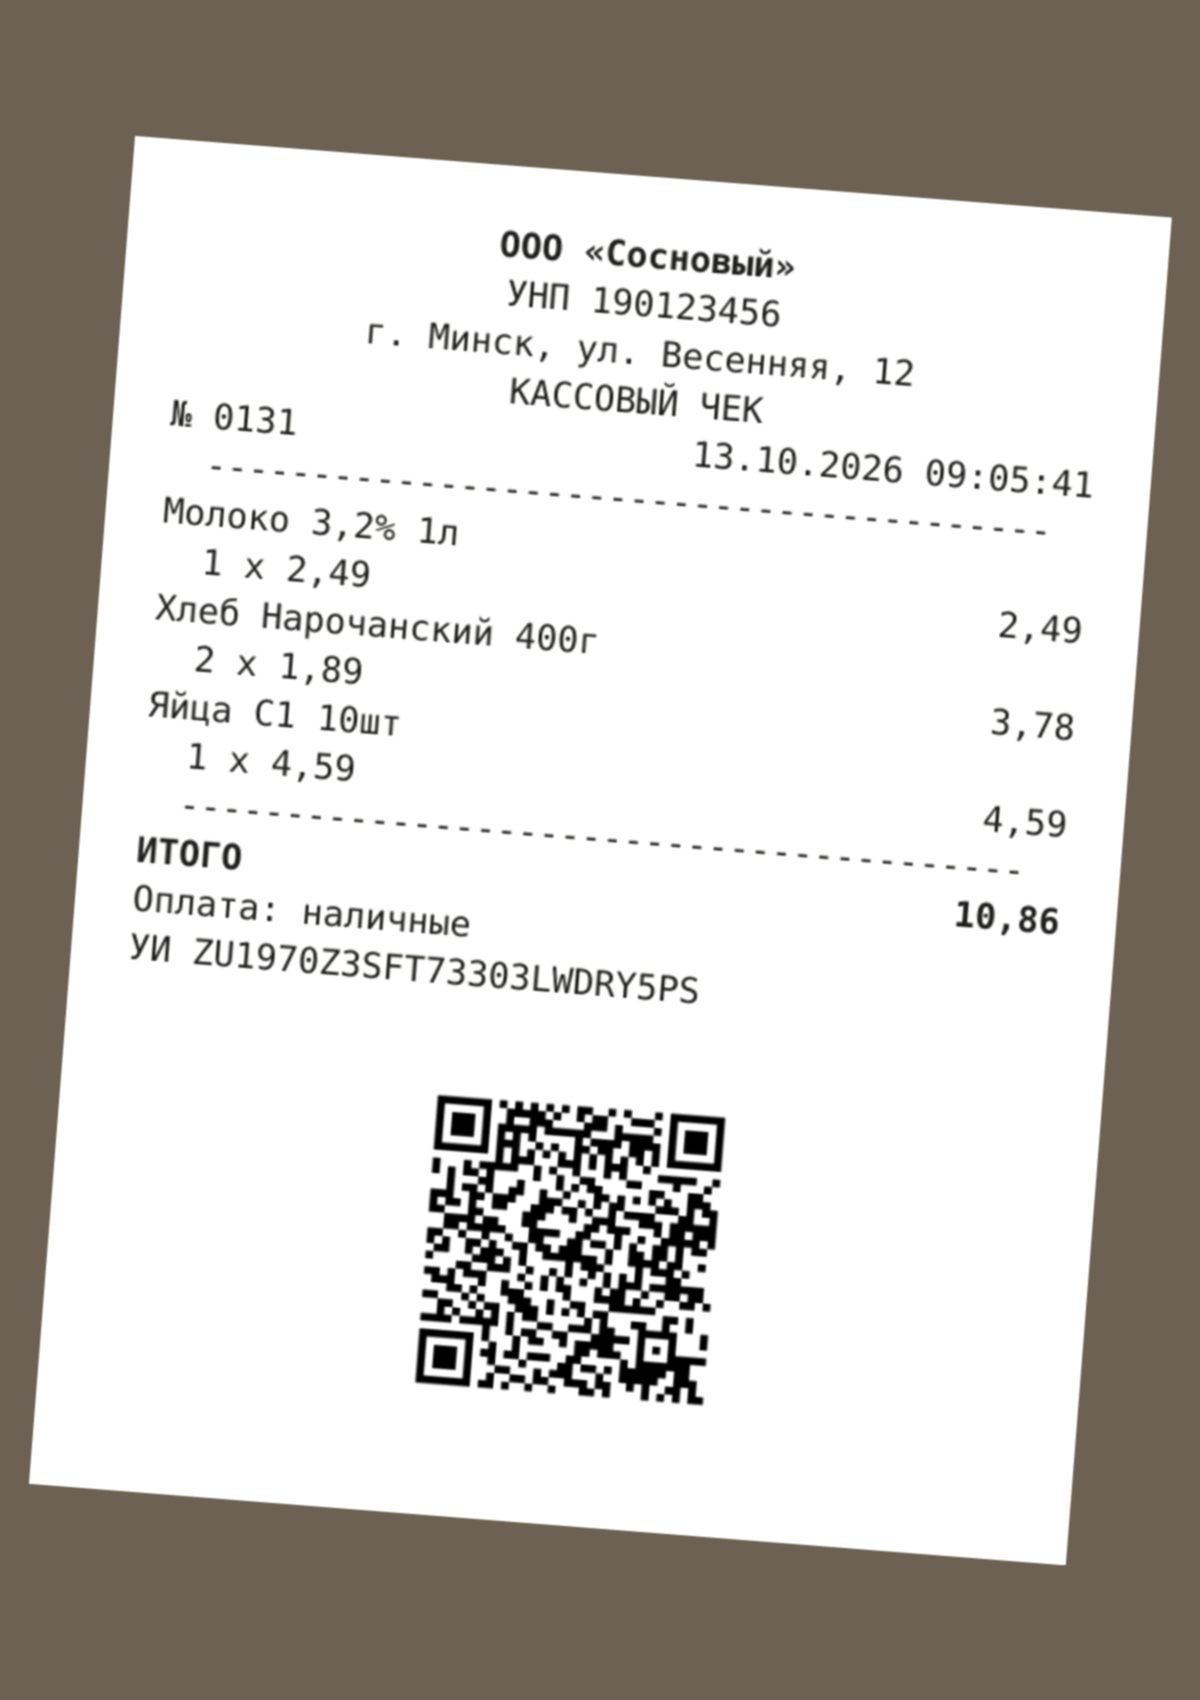 ООО «Сосновый»
УНП 190123456
г. Минск, ул. Весенняя, 12
КАССОВЫЙ ЧЕК
№ 0131 13.10.2026 09:05:41
----------------------------------------
Молоко 3,2% 1л
1 x 2,49 2,49
Хлеб Нарочанский 400г
2 x 1,89 3,78
Яйца С1 10шт
1 x 4,59 4,59
----------------------------------------
ИТОГО 10,86
Оплата: наличные
УИ ZU1970Z3SFT73303LWDRY5PS